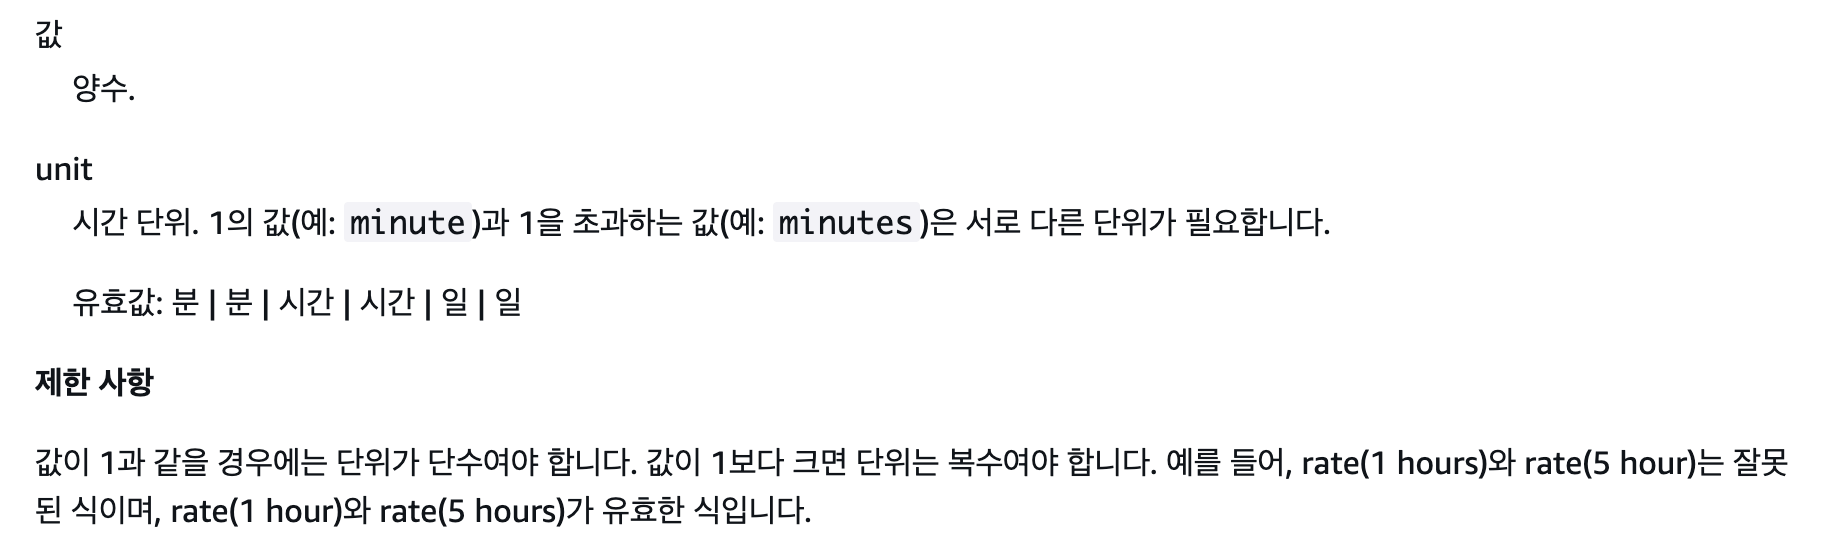 값
양수.
unit
시간 단위. 1의 값(예: minute)과 1을 초과하는 값(예: minutes)은 서로 다른 단위가 필요합니다.
유효값: 분 | 분 | 시간 | 시간 | 일 | 일
제한 사항
값이 1과 같을 경우에는 단위가 단수여야 합니다. 값이 1보다 크면 단위는 복수여야 합니다. 예를 들어, rate(1 hours)와 rate(5 hour)는 잘못
된 식이며, rate(1 hour)와 rate(5 hours)가 유효한 식입니다.